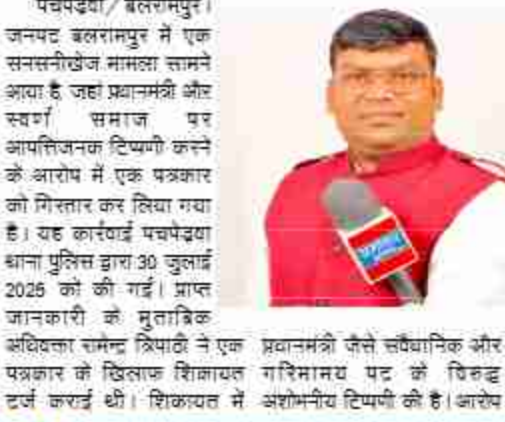 पचपेड़वा/ बलरामपुर।
जनपद बलरामपुर में एक
सनसनीखेज मामला सामने
आया है, जहां प्रधानमंत्री और
स्वर्ण समाज पर
आपत्तिजनक टिप्पणी करने
के आरोप में एक पत्रकार
को गिरफ्तार कर लिया गया
है। यह कार्रवाई पचपेड़वा
थाना पुलिस द्वारा 30 जुलाई
2025 को की गई। प्राप्त
जानकारी के मुताबिक
अधिवक्ता रामेन्द्र त्रिपाठी ने एक
पत्रकार के खिलाफ शिकायत
दर्ज कराई थी। शिकायत में
प्रधानमंत्री जैसे संवैधानिक और
गरिमामय पद के विरुद्ध
अशोभनीय टिप्पणी की है। आरोप